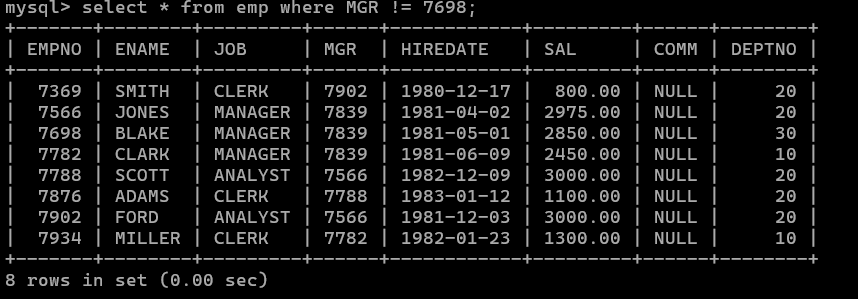 mysql> select * from emp where MGR != 7698;
+-------+--------+---------+------+------------+---------+------+--------+
| EMPNO | ENAME  | JOB     | MGR  | HIREDATE   | SAL     | COMM | DEPTNO |
+-------+--------+---------+------+------------+---------+------+--------+
|  7369 | SMITH  | CLERK   | 7902 | 1980-12-17 |  800.00 | NULL |     20 |
|  7566 | JONES  | MANAGER | 7839 | 1981-04-02 | 2975.00 | NULL |     20 |
|  7698 | BLAKE  | MANAGER | 7839 | 1981-05-01 | 2850.00 | NULL |     30 |
|  7782 | CLARK  | MANAGER | 7839 | 1981-06-09 | 2450.00 | NULL |     10 |
|  7788 | SCOTT  | ANALYST | 7566 | 1982-12-09 | 3000.00 | NULL |     20 |
|  7876 | ADAMS  | CLERK   | 7788 | 1983-01-12 | 1100.00 | NULL |     20 |
|  7902 | FORD   | ANALYST | 7566 | 1981-12-03 | 3000.00 | NULL |     20 |
|  7934 | MILLER | CLERK   | 7782 | 1982-01-23 | 1300.00 | NULL |     10 |
+-------+--------+---------+------+------------+---------+------+--------+
8 rows in set (0.00 sec)